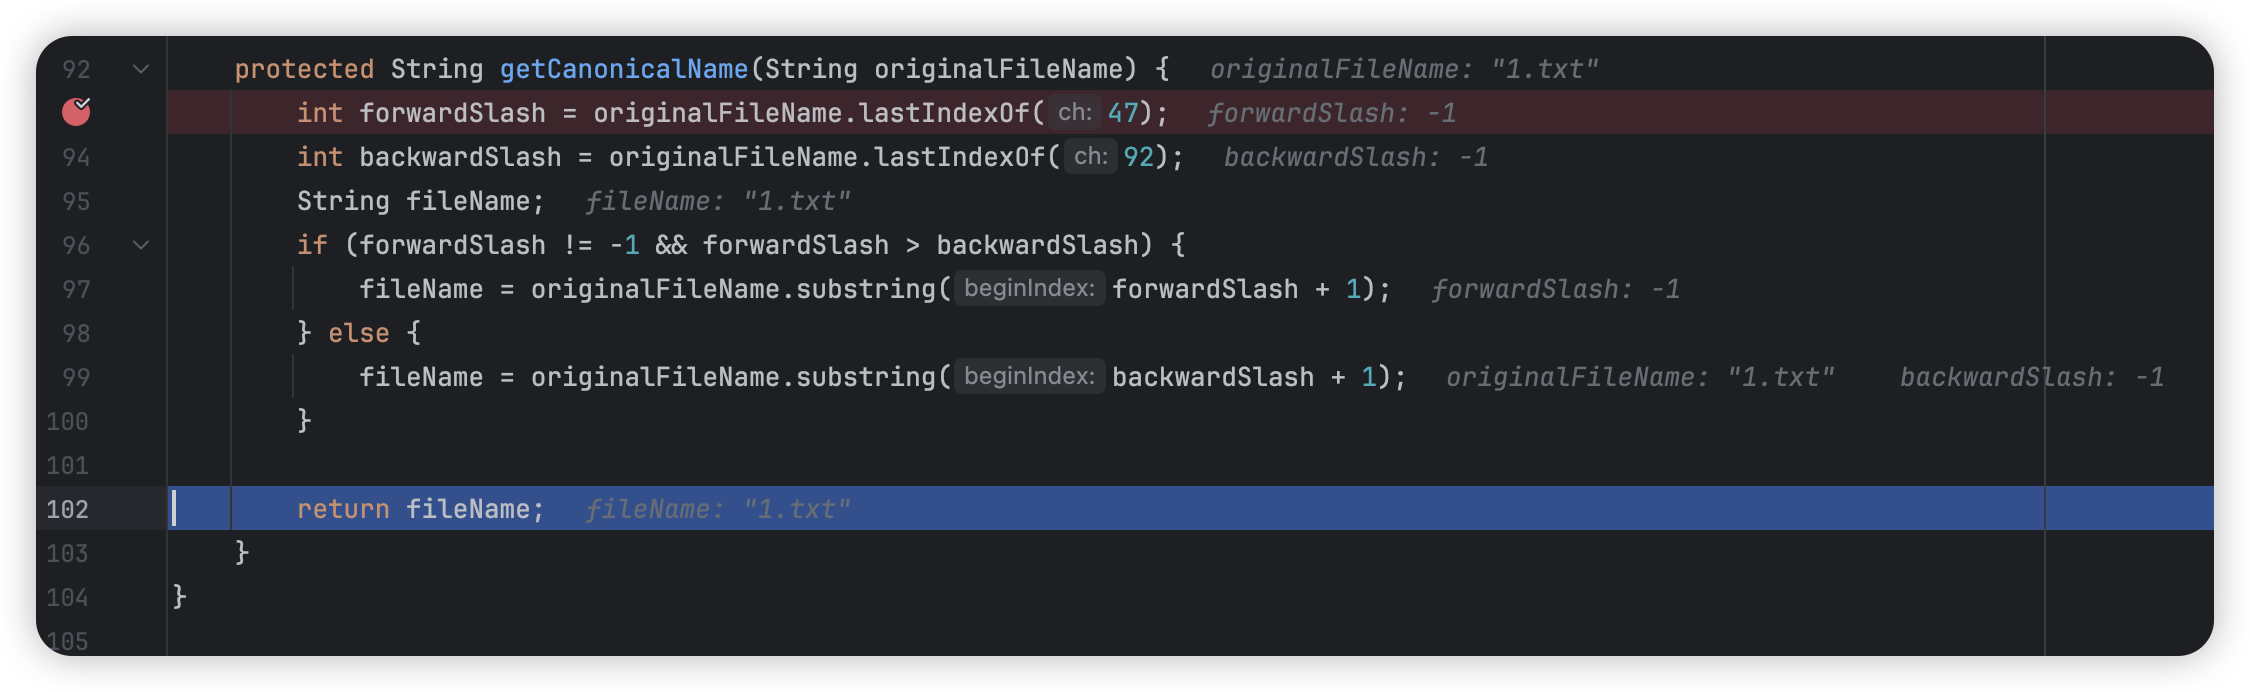 92 protected String getCanonicalName(String originalFileName) { originalFileName: "1.txt"
int forwardSlash = originalFileName.lastIndexOf( ch: 47); forwardSlash: -1
94 int backwardSlash = originalFileName.lastIndexOf( ch: 92); backwardSlash: -1
95 String fileName; fileName: "1.txt"
96 if (forwardSlash != -1 && forwardSlash > backwardSlash) {
97 fileName = originalFileName.substring( beginIndex: forwardSlash + 1); forwardSlash: -1
98 } else {
99 fileName = originalFileName.substring( beginIndex: backwardSlash + 1); originalFileName: "1.txt" backwardSlash: -1
100 }
101
102 return fileName; fileName: "1.txt"
103 }
104 }
105